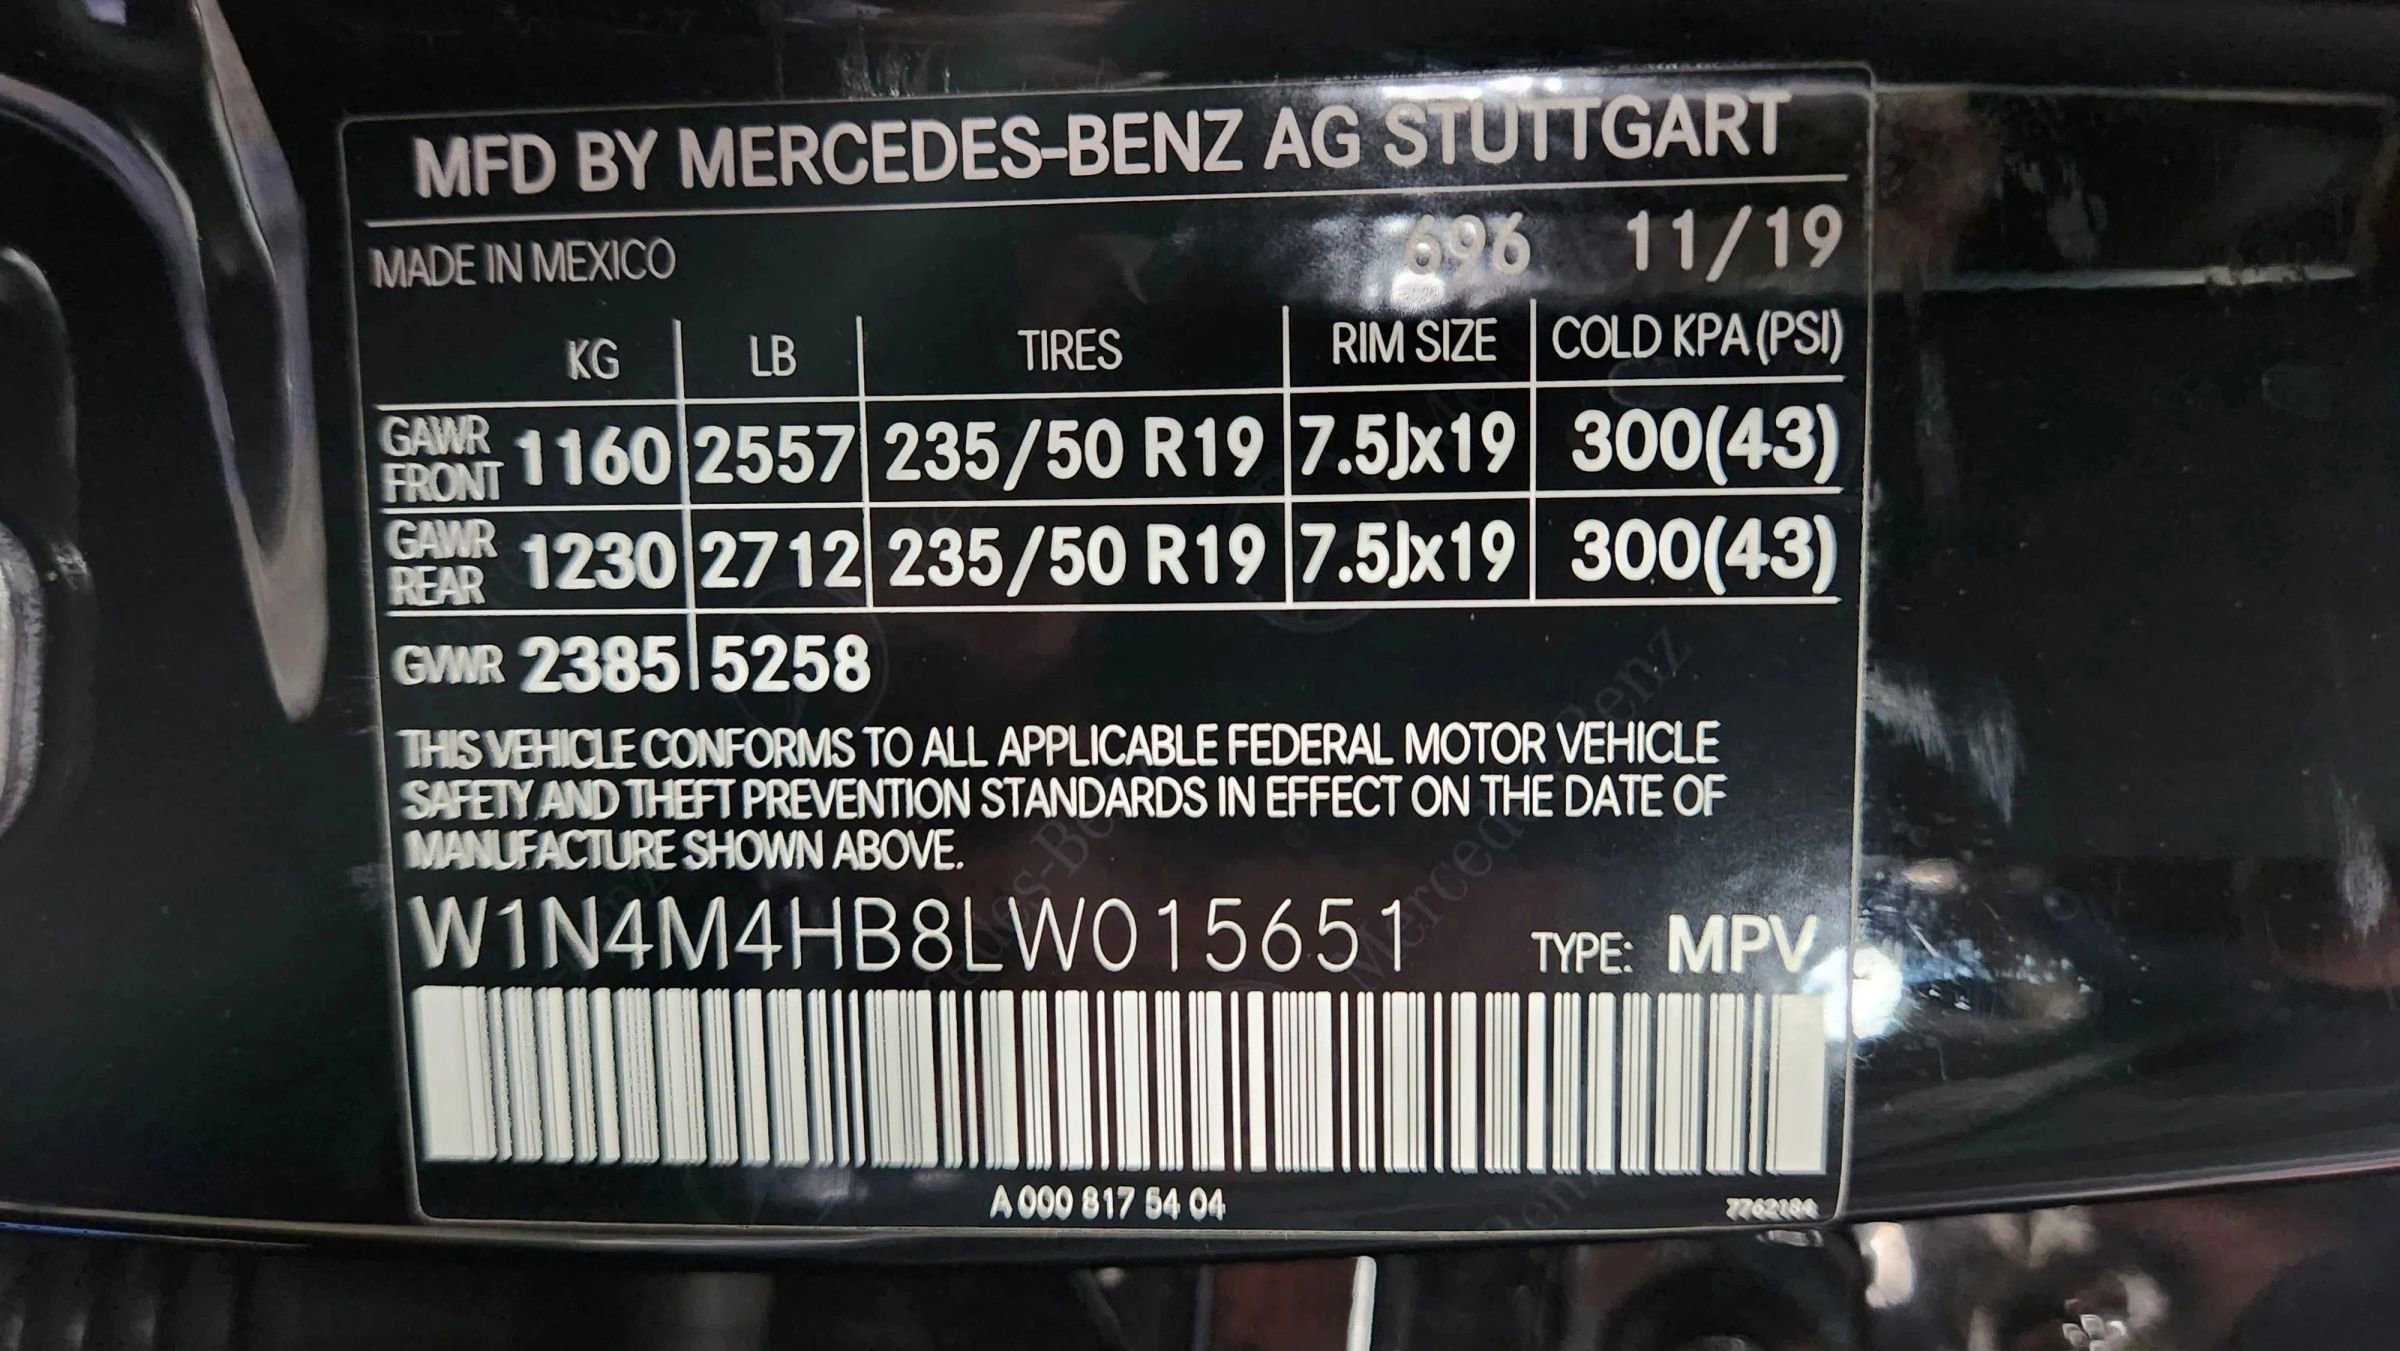 MFD BY MERCEDES-BENZ AG STUTTGART
MADE IN MEXICO 696 11/19
KG LB TIRES RIM SIZE COLD KPA (PSI)
GAWR FRONT 1160 2557 235/50 R19 7.5Jx19 300(43)
GAWR REAR 1230 2712 235/50 R19 7.5Jx19 300(43)
GVWR 2385 5258
THIS VEHICLE CONFORMS TO ALL APPLICABLE FEDERAL MOTOR VEHICLE
SAFETY AND THEFT PREVENTION STANDARDS IN EFFECT ON THE DATE OF
MANUFACTURE SHOWN ABOVE.
W1N4M4HB8LW015651 TYPE: MPV
A 000 817 54 04